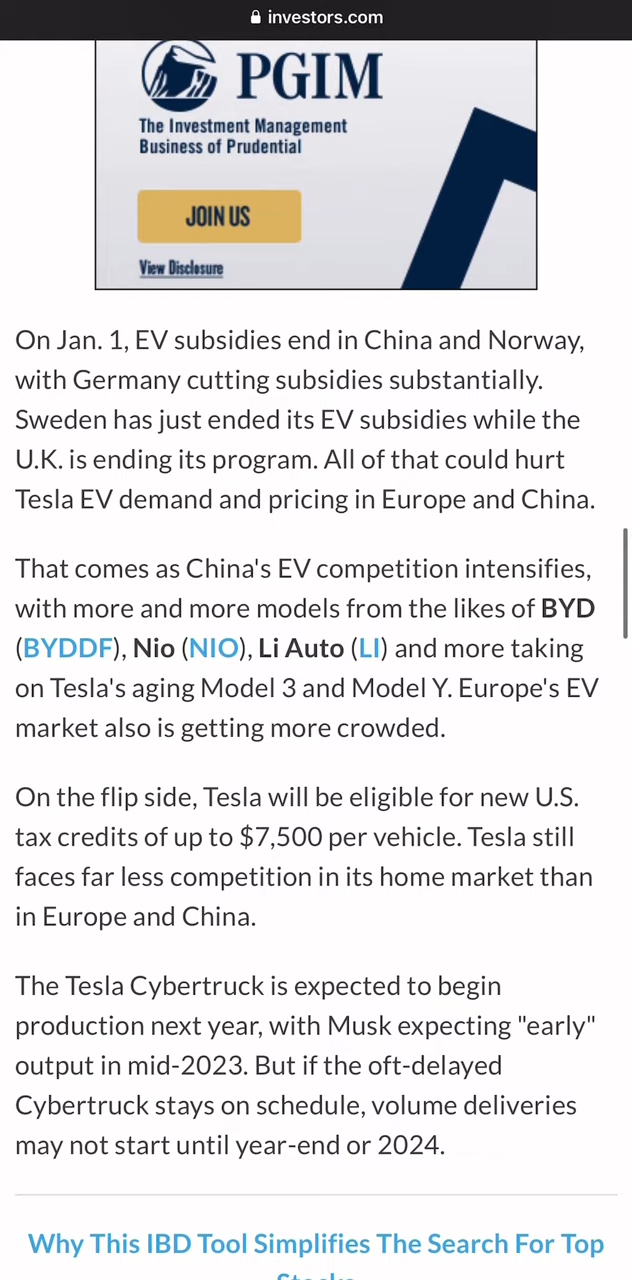 investors.com
PGIM
The Investment Management
Business of Prudential
JOIN US
View Disclosure
On Jan. 1, EV subsidies end in China and Norway,
with Germany cutting subsidies substantially.
Sweden has just ended its EV subsidies while the
U.K. is ending its program. All of that could hurt
Tesla EV demand and pricing in Europe and China.
That comes as China's EV competition intensifies,
with more and more models from the likes of BYD
(BYDDF), Nio (NIO), Li Auto (LI) and more taking
on Tesla's aging Model 3 and Model Y. Europe's EV
market also is getting more crowded.
On the flip side, Tesla will be eligible for new U.S.
tax credits of up to $7,500 per vehicle. Tesla still
faces far less competition in its home market than
in Europe and China.
The Tesla Cybertruck is expected to begin
production next year, with Musk expecting "early"
output in mid-2023. But if the oft-delayed
Cybertruck stays on schedule, volume deliveries
may not start until year-end or 2024.
Why This IBD Tool Simplifies The Search For Top
Stocks